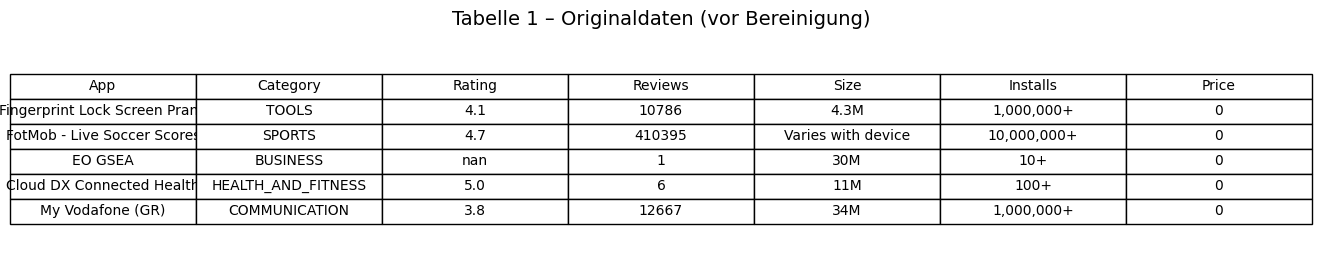 Tabelle 1 – Originaldaten (vor Bereinigung)
App Category Rating Reviews Size Installs Price
Fingerprint Lock Screen Pran TOOLS 4.1 10786 4.3M 1,000,000+ 0
FotMob - Live Soccer Scores SPORTS 4.7 410395 Varies with device 10,000,000+ 0
EO GSEA BUSINESS nan 1 30M 10+ 0
Cloud DX Connected Health HEALTH_AND_FITNESS 5.0 6 11M 100+ 0
My Vodafone (GR) COMMUNICATION 3.8 12667 34M 1,000,000+ 0